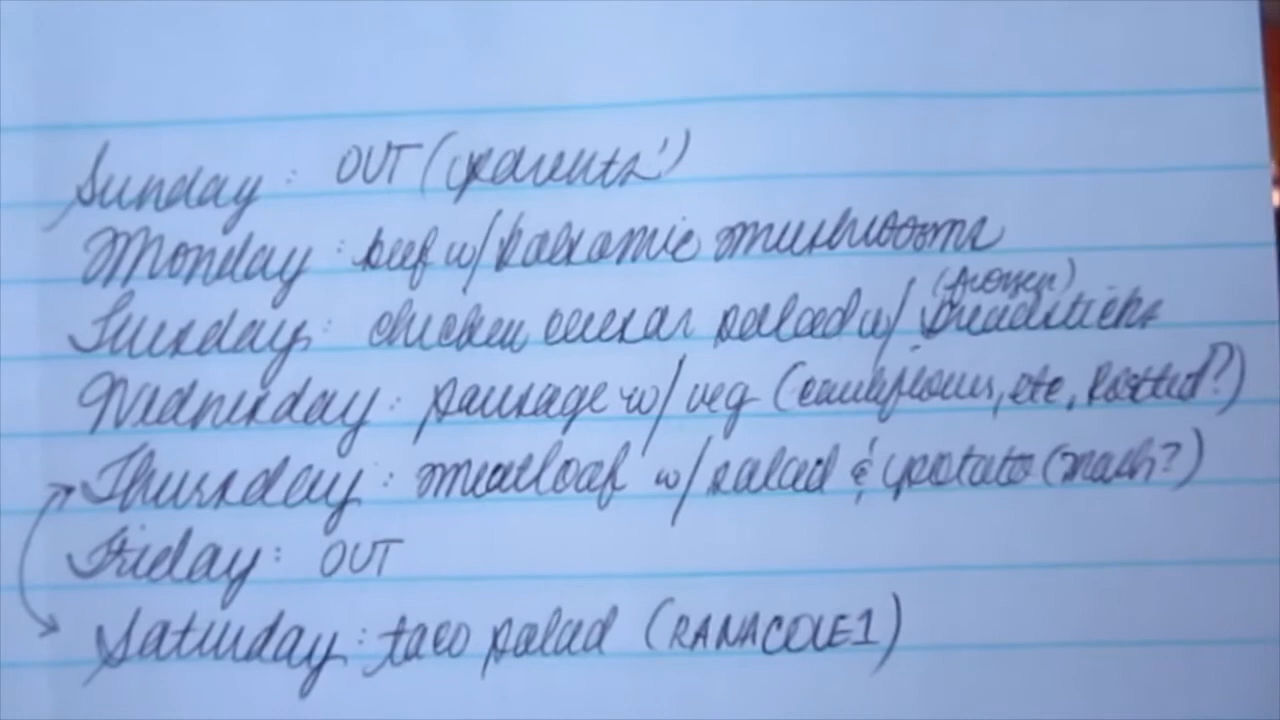 Sunday: OUT (parents')
Monday: beef w/ balsamic mushrooms
Tuesday: chicken caesar salad w/ (frozen) breadsticks
Wednesday: sausage w/ veg (cauliflower, etc, roasted?)
Thursday: meatloaf w/ salad & potato (mash?)
Friday: OUT
Saturday: taco salad (RANACOLE1)